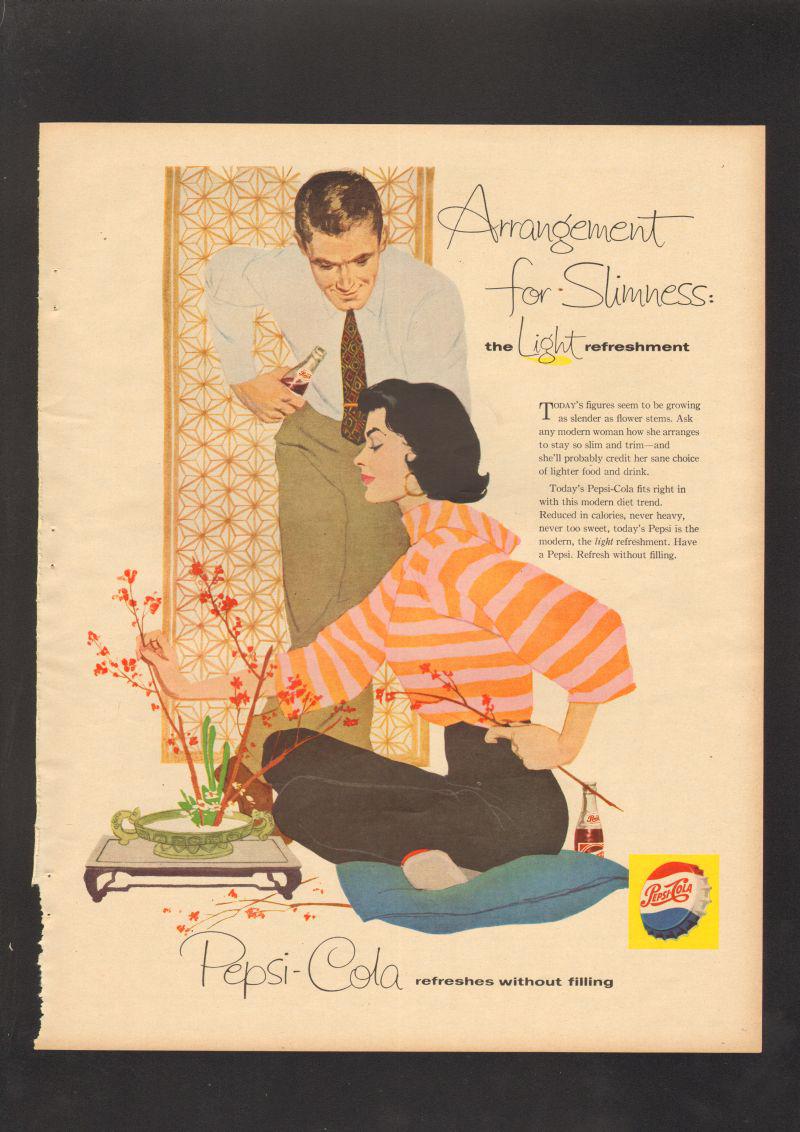 Arrangement
for Slimness:
the Light refreshment
TODAY's figures seem to be growing
as slender as flower stems. Ask
any modern woman how she arranges
to stay so slim and trim—and
she'll probably credit her sane choice
of lighter food and drink.
Today's Pepsi-Cola fits right in
with this modern diet trend.
Reduced in calories, never heavy,
never too sweet, today's Pepsi is the
modern, the light refreshment. Have
a Pepsi. Refresh without filling.
PEPSI-COLA
Pepsi-Cola refreshes without filling